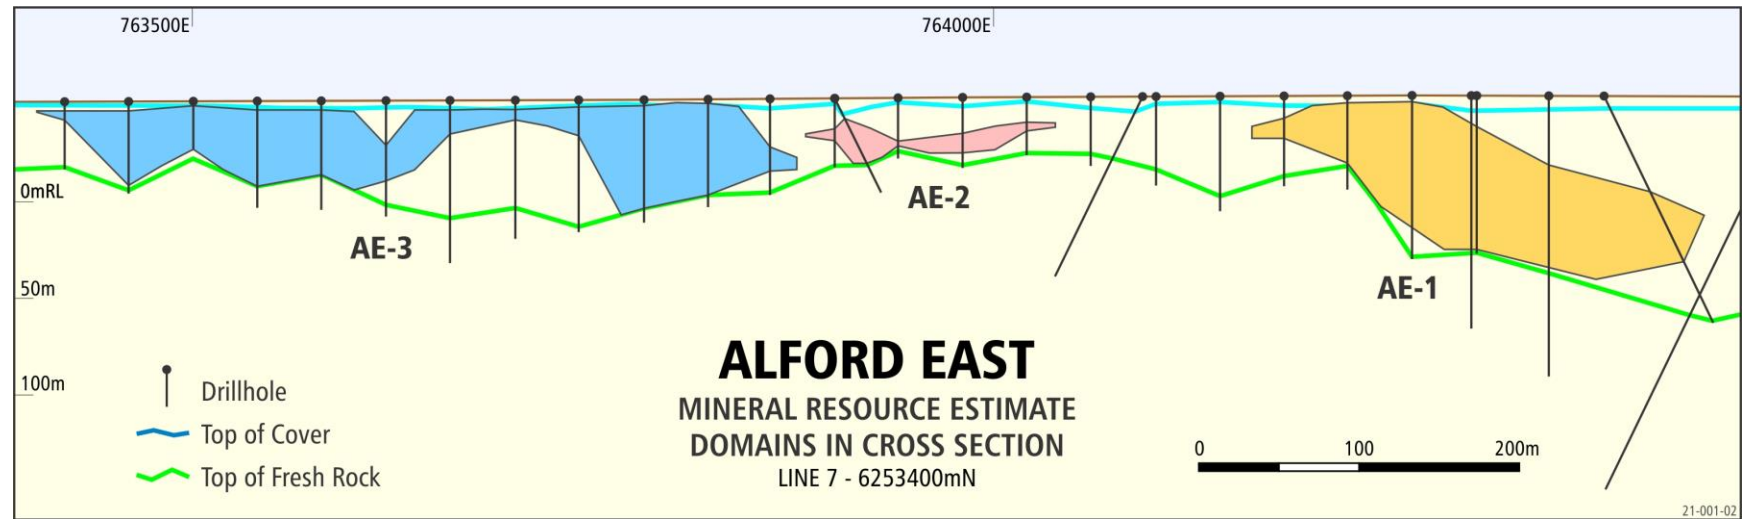 763500E
764000E
0mRL
AE-3
AE-2
AE-1
50m
100m
Drillhole
Top of Cover
Top of Fresh Rock
ALFORD EAST
MINERAL RESOURCE ESTIMATE
DOMAINS IN CROSS SECTION
LINE 7 - 6253400mN
0 100 200m
21-001-02